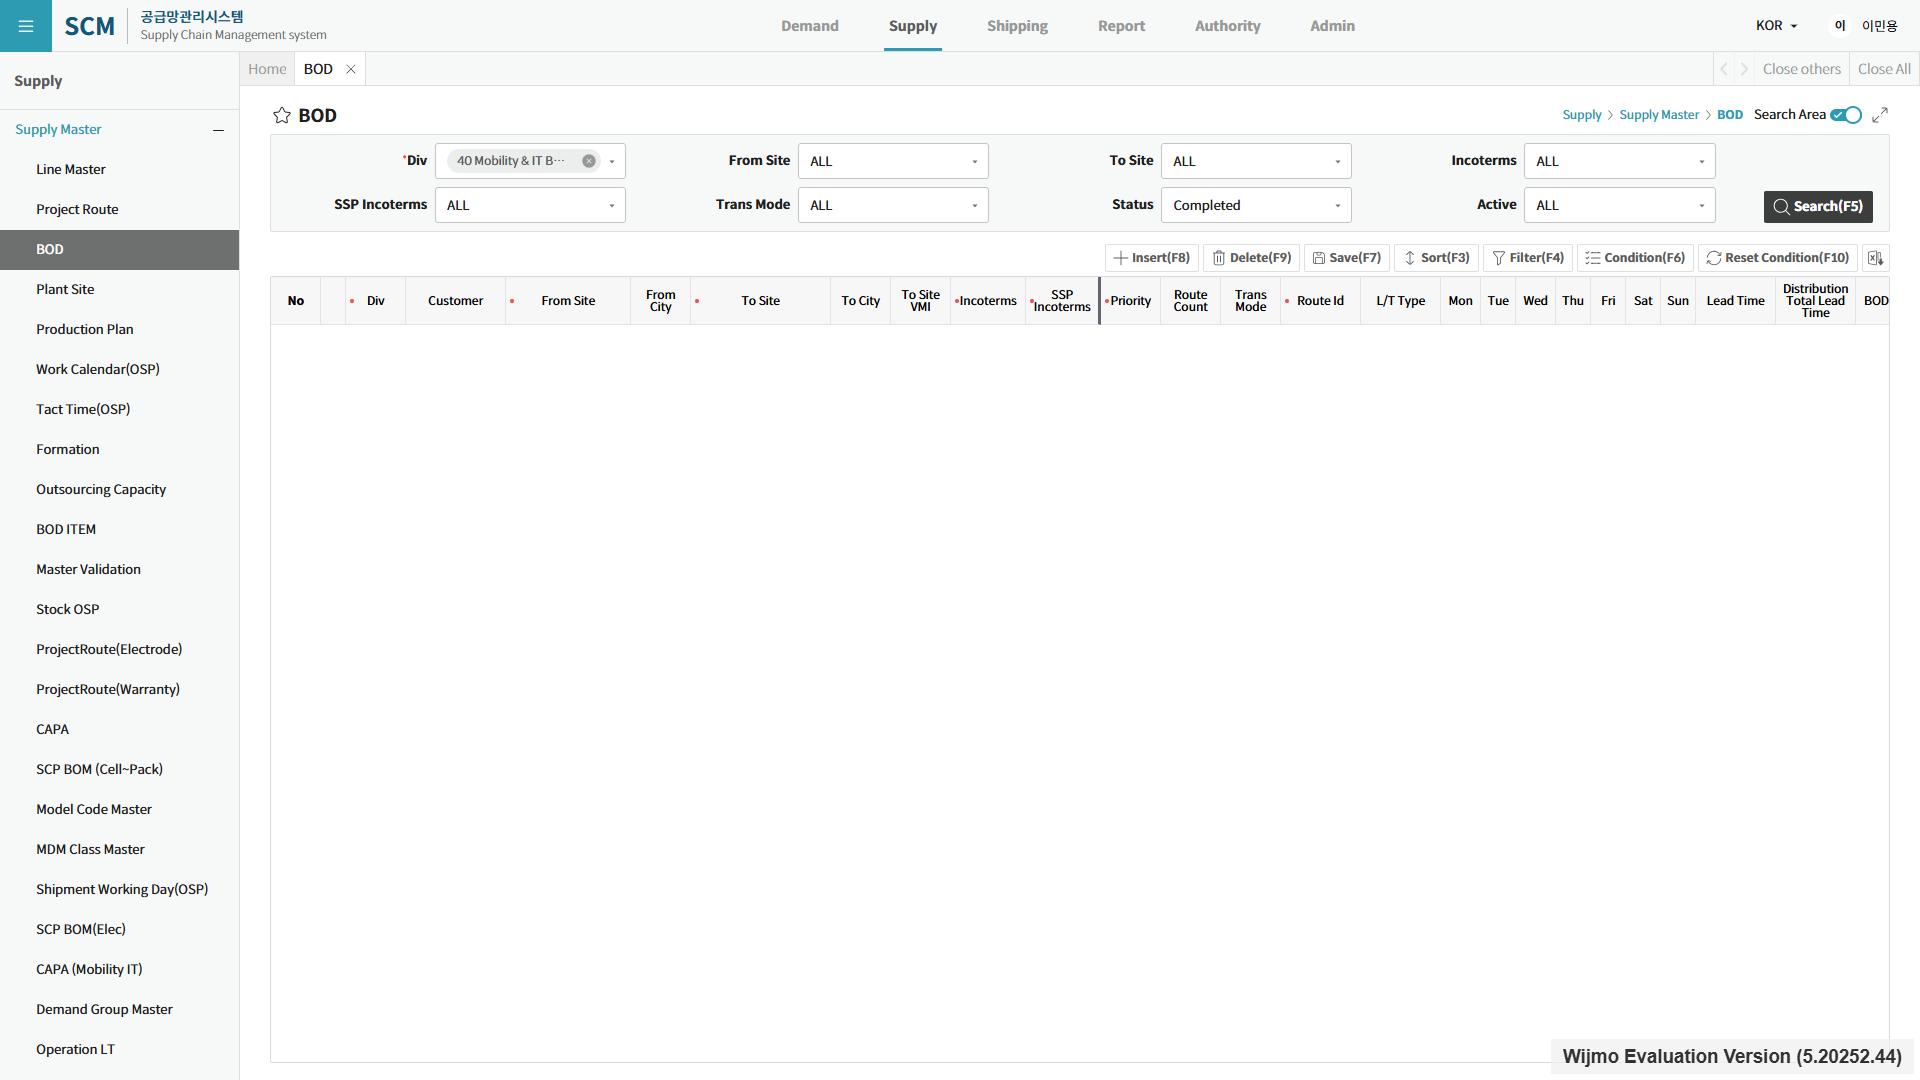 SCM
공급망관리시스템
Supply Chain Management system
Demand
Supply
Shipping
Report
Authority
Admin
KOR
이
이민용
Supply
Home
BOD
Close others
Close All
Supply Master
Line Master
Project Route
BOD
Plant Site
Production Plan
Work Calendar(OSP)
Tact Time(OSP)
Formation
Outsourcing Capacity
BOD ITEM
Master Validation
Stock OSP
ProjectRoute(Electrode)
ProjectRoute(Warranty)
CAPA
SCP BOM (Cell~Pack)
Model Code Master
MDM Class Master
Shipment Working Day(OSP)
SCP BOM(Elec)
CAPA (Mobility IT)
Demand Group Master
Operation LT
BOD
Supply > Supply Master > BOD
Search Area
*Div
40 Mobility & IT B···
From Site
ALL
To Site
ALL
Incoterms
ALL
SSP Incoterms
ALL
Trans Mode
ALL
Status
Completed
Active
ALL
Search(F5)
Insert(F8)
Delete(F9)
Save(F7)
Sort(F3)
Filter(F4)
Condition(F6)
Reset Condition(F10)
No
Div
Customer
From Site
From
City
To Site
To City
To Site
VMI
Incoterms
SSP
Incoterms
Priority
Route
Count
Trans
Mode
Route Id
L/T Type
Mon
Tue
Wed
Thu
Fri
Sat
Sun
Lead Time
Distribution
Total Lead
Time
BOD
Wijmo Evaluation Version (5.20252.44)